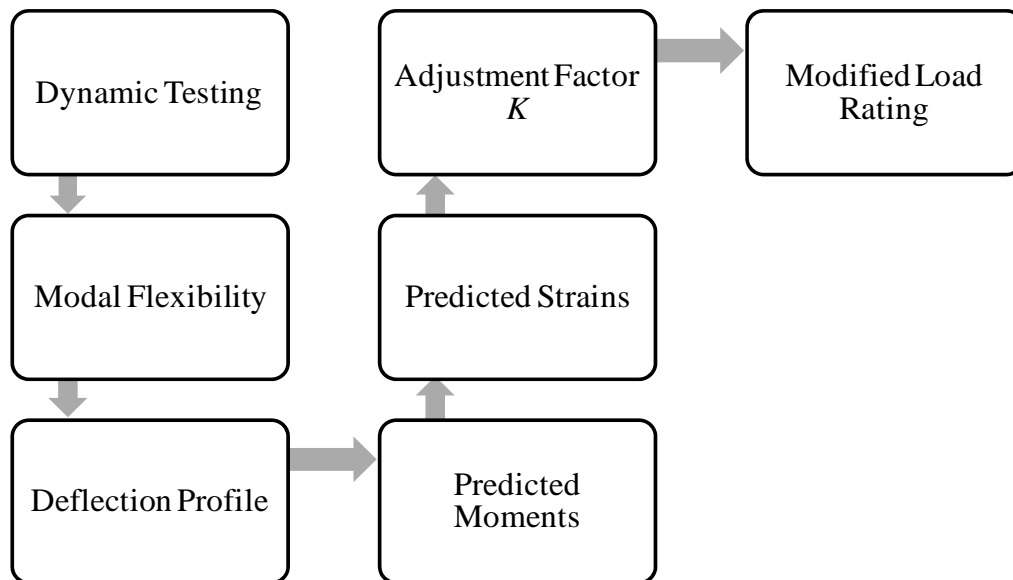 Dynamic Testing
Modal Flexibility
Deflection Profile
Predicted
Moments
Predicted Strains
Adjustment Factor
K
Modified Load
Rating